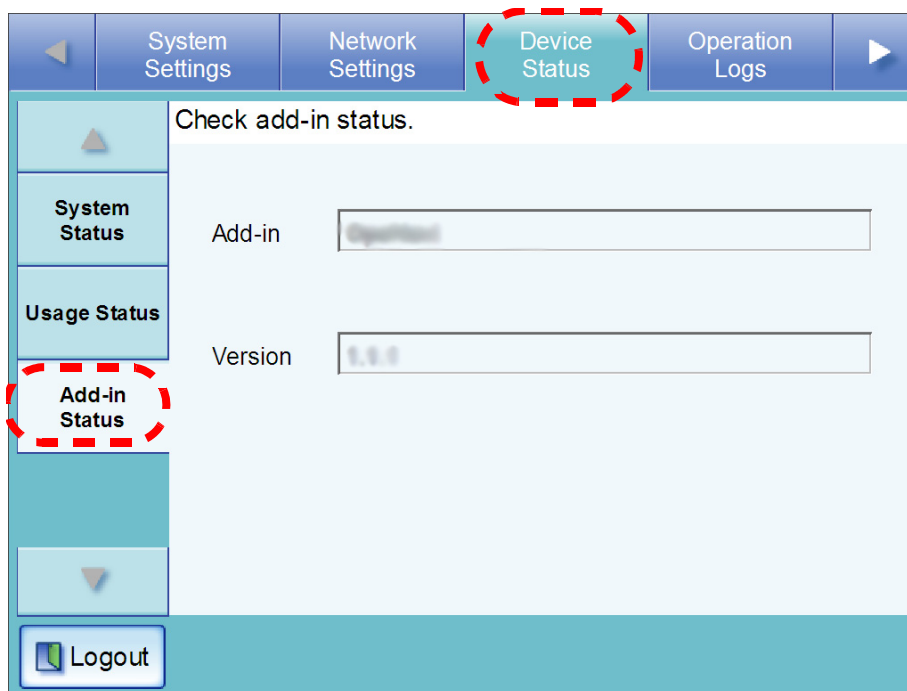 System
Settings
Network
Settings
Device
Status
Operation
Logs
Check add-in status.
System
Status
Usage Status
Add-in
Status
Add-in
Version
Logout